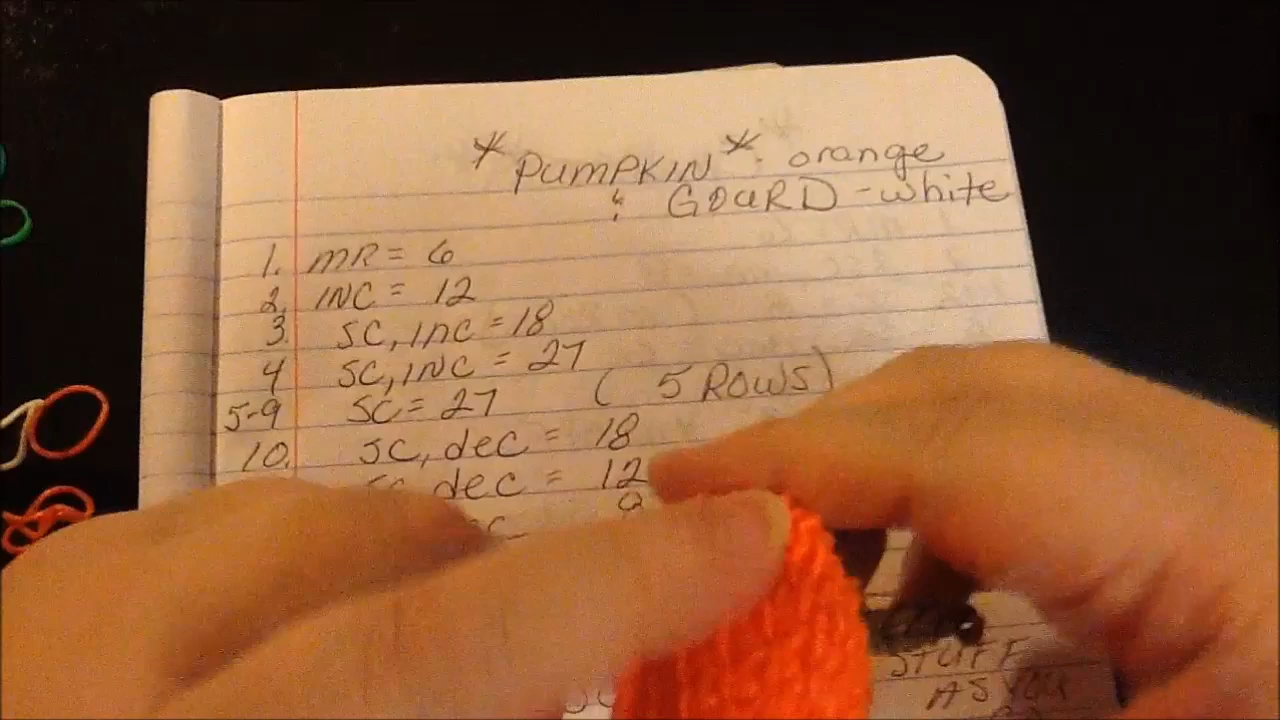 *PUMPKIN* : orange
& GOURD - white
1. MR = 6
2. INC = 12
3. SC, INC = 18
4 SC, INC = 27
5-9 SC = 27 ( 5 ROWS)
10. SC, dec = 18
SC, dec = 12
STUFF
AS YOU